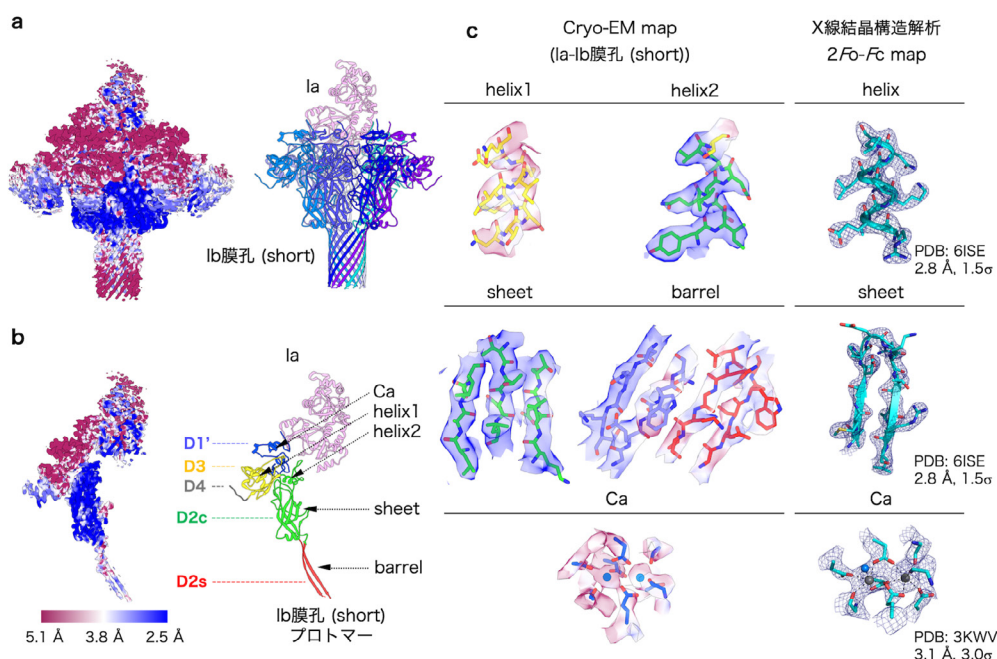 a
Ia
Ib膜孔 (short)
b
Ia
Ca
helix1
helix2
D1’
D3
D4
D2c
sheet
D2s
barrel
Ib膜孔 (short)
プロトマー
5.1 Å 3.8 Å 2.5 Å
c
Cryo-EM map
(Ia-Ib膜孔 (short))
X線結晶構造解析
2Fo-Fc map
helix1
helix2
helix
PDB: 6ISE
2.8 Å, 1.5σ
sheet
barrel
sheet
PDB: 6ISE
2.8 Å, 1.5σ
Ca
Ca
PDB: 3KWV
3.1 Å, 3.0σ